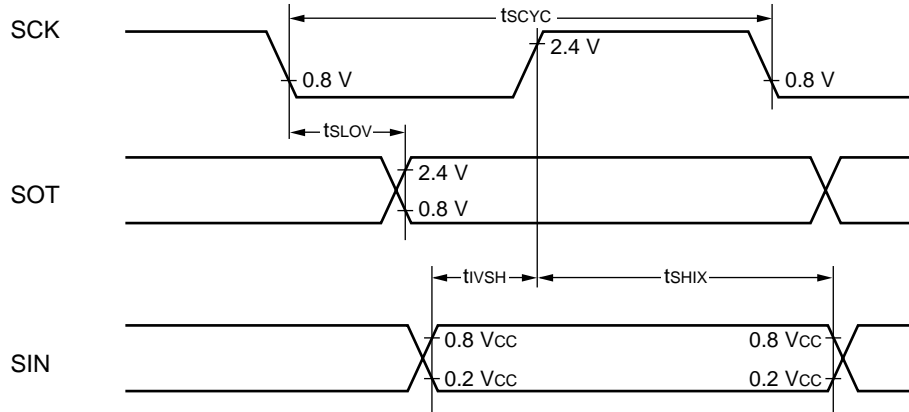 tSCYC
SCK
2.4 V
0.8 V
0.8 V
tSLOV
2.4 V
SOT
0.8 V
tIVSH
tSHIX
0.8 VCC
0.8 VCC
SIN
0.2 VCC
0.2 VCC